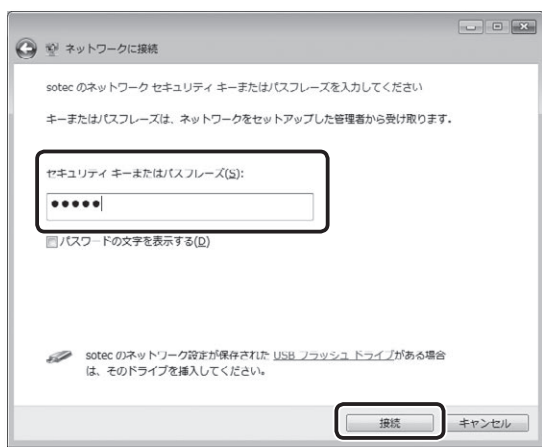 ネットワークに接続
sotec のネットワーク セキュリティ キーまたはパスフレーズを入力してください
キーまたはパスフレーズは、ネットワークをセットアップした管理者から受け取ります。
セキュリティ キーまたはパスフレーズ(S):
●●●●●
パスワードの文字を表示する(D)
sotec のネットワーク設定が保存された USB フラッシュ ドライブがある場合
は、そのドライブを挿入してください。
接続 キャンセル